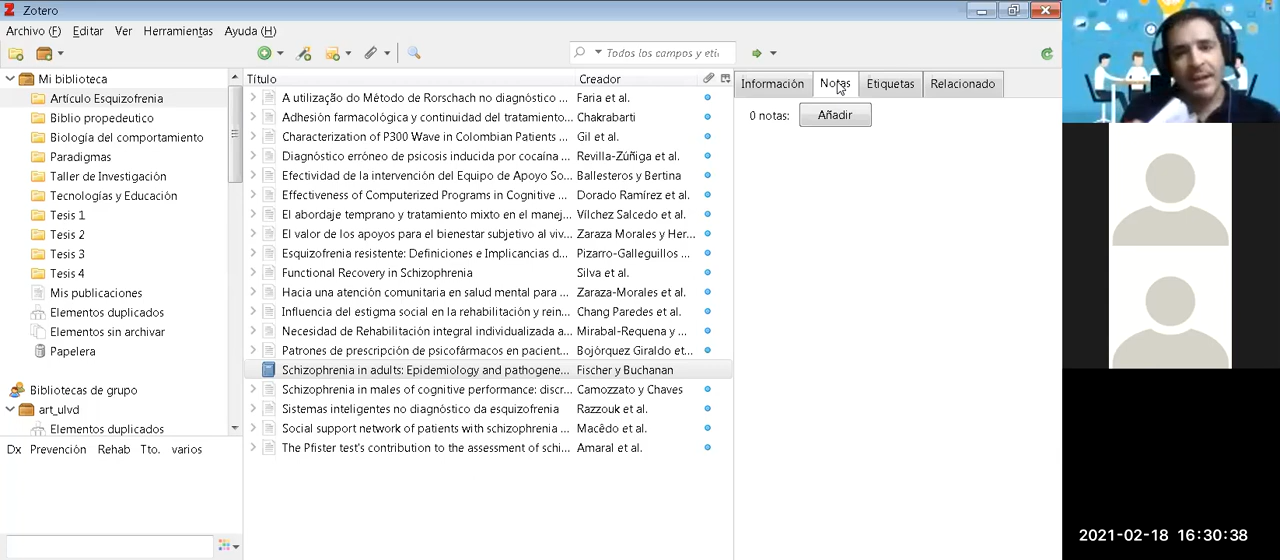 Zotero
Archivo (F) Editar Ver Herramientas Ayuda (H)
Todos los campos y eti
Mi biblioteca
Artículo Esquizofrenia
Biblio propedeutico
Biología del comportamiento
Paradigmas
Taller de Investigación
Tecnologías y Educación
Tesis 1
Tesis 2
Tesis 3
Tesis 4
Mis publicaciones
Elementos duplicados
Elementos sin archivar
Papelera
Bibliotecas de grupo
art_ulvd
Elementos duplicados
Dx Prevención Rehab Tto. varios
Título Creador
A utilização do Método de Rorschach no diagnóstico ... Faria et al.
Adhesión farmacológica y continuidad del tratamiento... Chakrabarti
Characterization of P300 Wave in Colombian Patients ... Gil et al.
Diagnóstico erróneo de psicosis inducida por cocaína ... Revilla-Zúñiga et al.
Efectividad de la intervención del Equipo de Apoyo So... Ballesteros y Bertina
Effectiveness of Computerized Programs in Cognitive ... Dorado Ramírez et al.
El abordaje temprano y tratamiento mixto en el manej... Vílchez Salcedo et al.
El valor de los apoyos para el bienestar subjetivo al viv... Zaraza Morales y Her...
Esquizofrenia resistente: Definiciones e Implicancias d... Pizarro-Galleguillos ...
Functional Recovery in Schizophrenia Silva et al.
Hacia una atención comunitaria en salud mental para ... Zaraza-Morales et al.
Influencia del estigma social en la rehabilitación y rein... Chang Paredes et al.
Necesidad de Rehabilitación integral individualizada a... Mirabal-Requena y ...
Patrones de prescripción de psicofármacos en pacient... Bojórquez Giraldo et...
Schizophrenia in adults: Epidemiology and pathogene... Fischer y Buchanan
Schizophrenia in males of cognitive performance: discr... Camozzato y Chaves
Sistemas inteligentes no diagnóstico da esquizofrenia Razzouk et al.
Social support network of patients with schizophrenia ... Macêdo et al.
The Pfister test's contribution to the assessment of schi... Amaral et al.
Información Notas Etiquetas Relacionado
0 notas: Añadir
2021-02-18 16:30:38